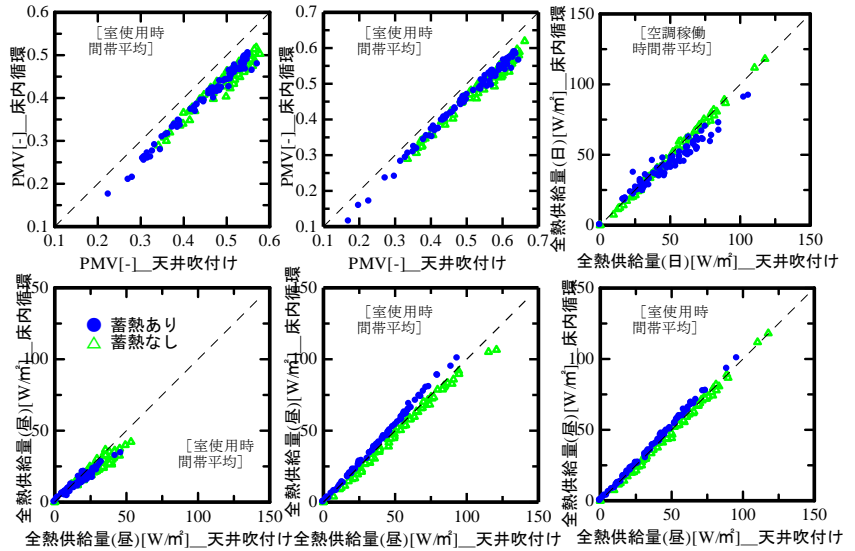 0.6
0.5
0.4
0.3
0.2
0.1
PMV[-]__床内循環
[室使用時
間帯平均]
0.1
0.2
0.3
0.4
0.5
0.6
PMV[-]__天井吹付け
0.7
0.6
0.5
0.4
0.3
0.2
0.1
PMV[-]__床内循環
[室使用時
間帯平均]
0.1
0.3
0.5
0.7
PMV[-]__天井吹付け
150
100
50
0
全熱供給量(日)[W/㎡]__床内循環
[空調稼働
時間帯平均]
0
50
100
150
全熱供給量(日)[W/㎡]__天井吹付け
150
100
50
0
全熱供給量(昼)[W/㎡]__床内循環
蓄熱あり
蓄熱なし
[室使用時
間帯平均]
0
50
100
150
全熱供給量(昼)[W/㎡]__天井吹付け
150
100
50
0
全熱供給量(昼)[W/㎡]__床内循環
[室使用時
間帯平均]
0
50
100
150
全熱供給量(昼)[W/㎡]__天井吹付け
150
100
50
0
全熱供給量(昼)[W/㎡]__床内循環
[室使用時
間帯平均]
0
50
100
150
全熱供給量(昼)[W/㎡]__天井吹付け